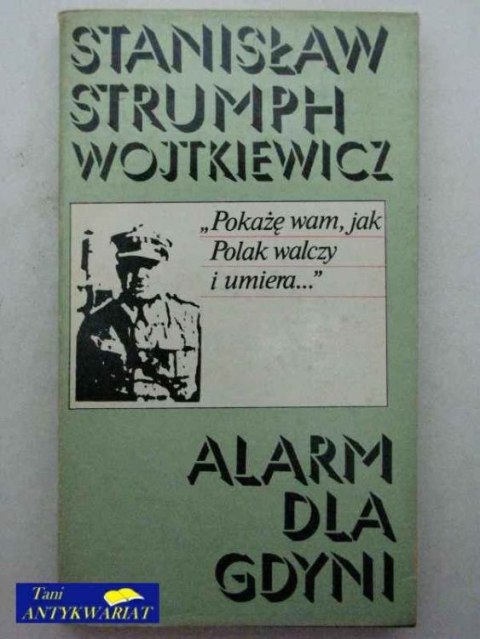 STANISŁAW
STRUMPH
WOJTKIEWICZ
„Pokażę wam, jak
Polak walczy
i umiera..."
ALARM
DLA
GDYNI
Tani
ANTYKWARIAT